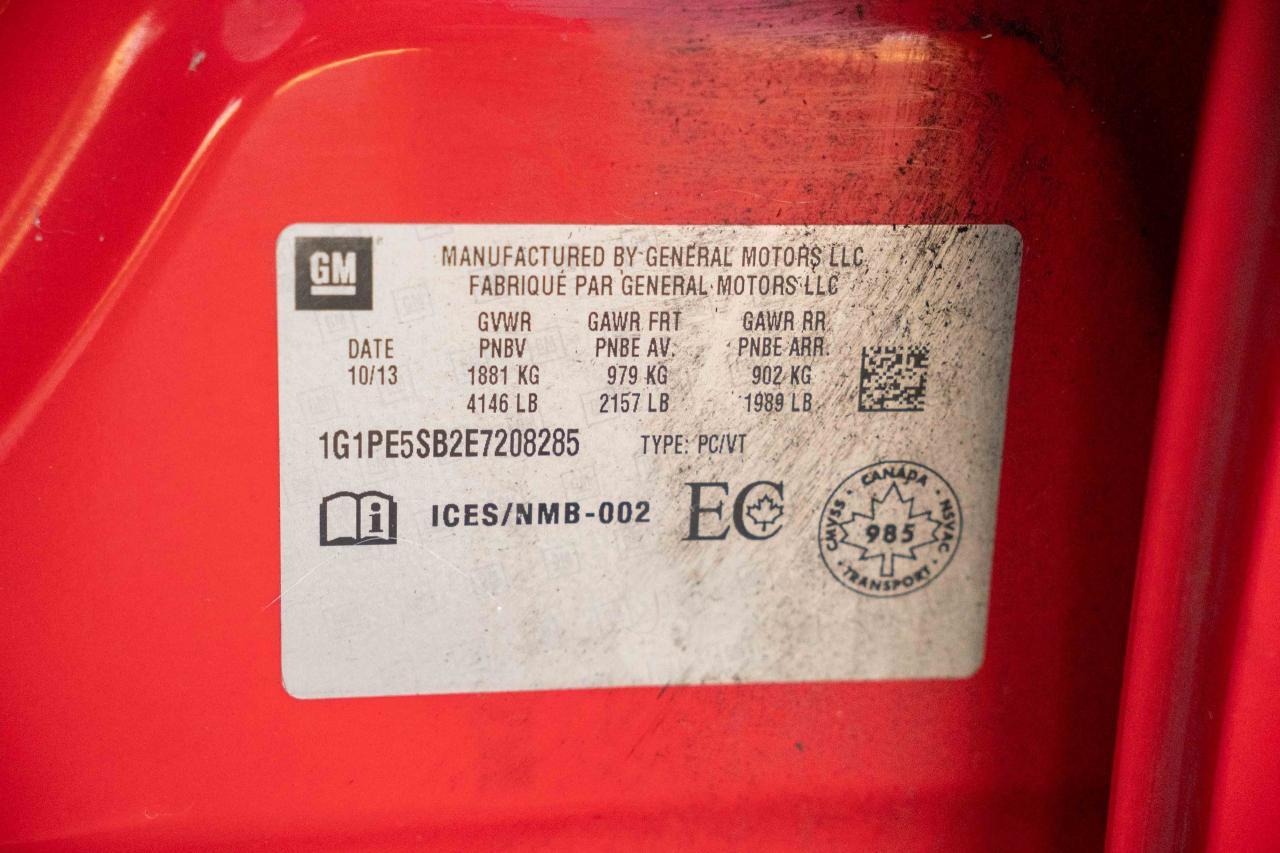 GM
MANUFACTURED BY GENERAL MOTORS LLC
FABRIQUÉ PAR GENERAL MOTORS LLC
GVWR GAWR FRT GAWR RR
DATE PNBV PNBE AV. PNBE ARR.
10/13 1881 KG 979 KG 902 KG
4146 LB 2157 LB 1989 LB
1G1PE5SB2E7208285 TYPE: PC/VT
i ICES/NMB-002 EC
CANADA · NSVAC · TRANSPORT · CMVSS ·
985